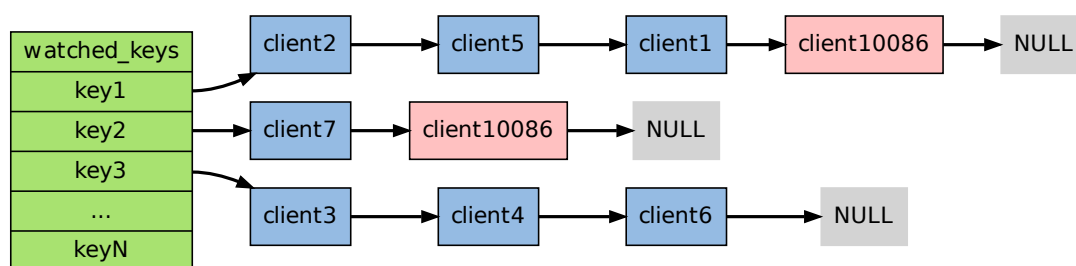 watched_keys
key1
key2
key3
...
keyN
client2
client5
client1
client10086
NULL
client7
client10086
NULL
client3
client4
client6
NULL